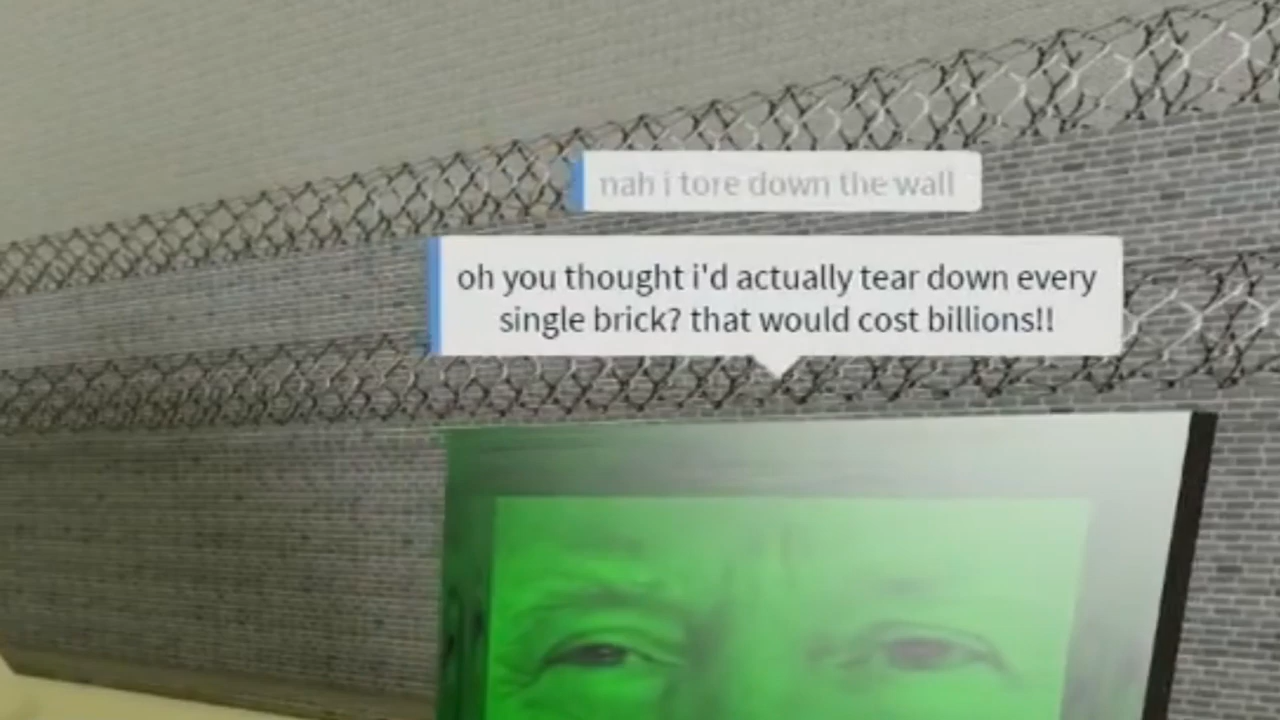 nah i tore down the wall
oh you thought i'd actually tear down every
single brick? that would cost billions!!